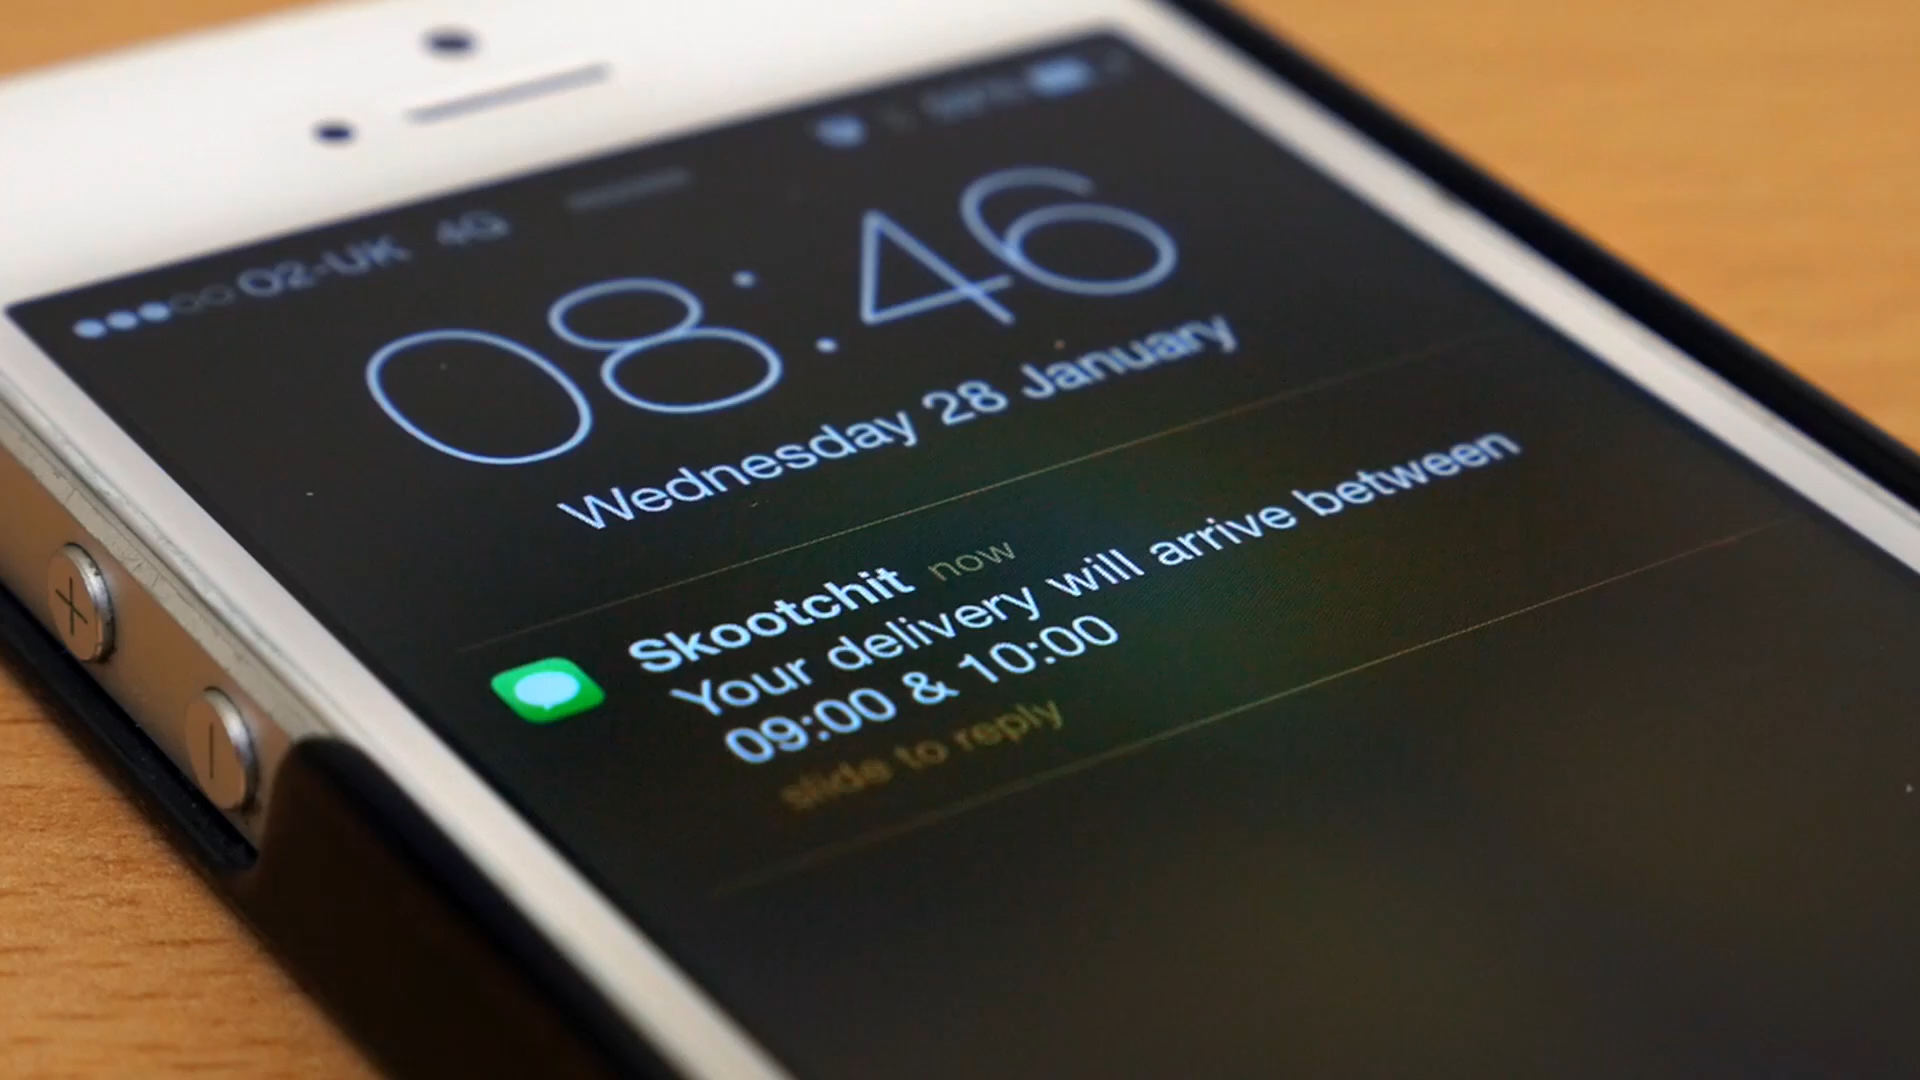 02-UK 4G
08:46
Wednesday 28 January
Skootchit now
Your delivery will arrive between
09:00 & 10:00
slide to reply